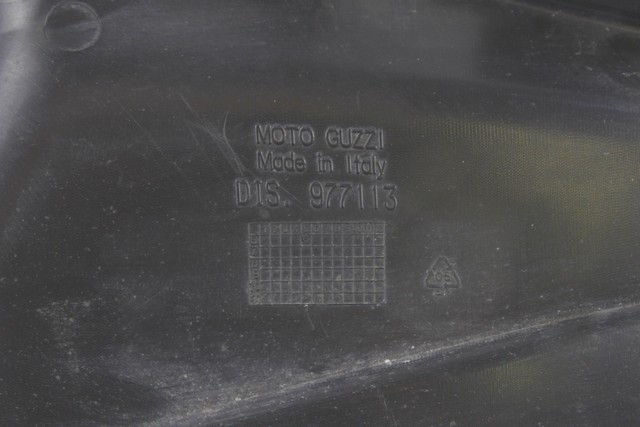 MOTO GUZZI
Made in Italy
DIS. 977113